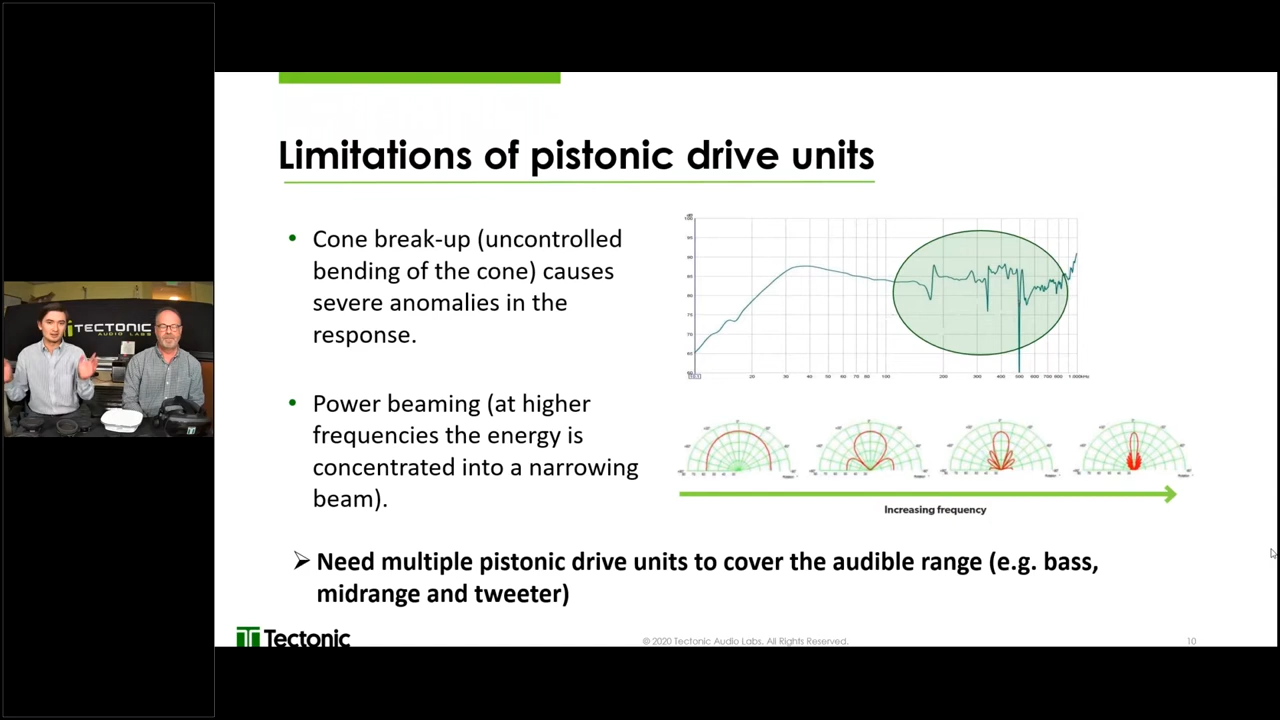 Limitations of pistonic drive units
• Cone break-up (uncontrolled
bending of the cone) causes
severe anomalies in the
response.
• Power beaming (at higher
frequencies the energy is
concentrated into a narrowing
beam).
Increasing frequency
➢ Need multiple pistonic drive units to cover the audible range (e.g. bass,
midrange and tweeter)
Tectonic
© 2020 Tectonic Audio Labs. All Rights Reserved.
10
TECTONIC
AUDIO LABS